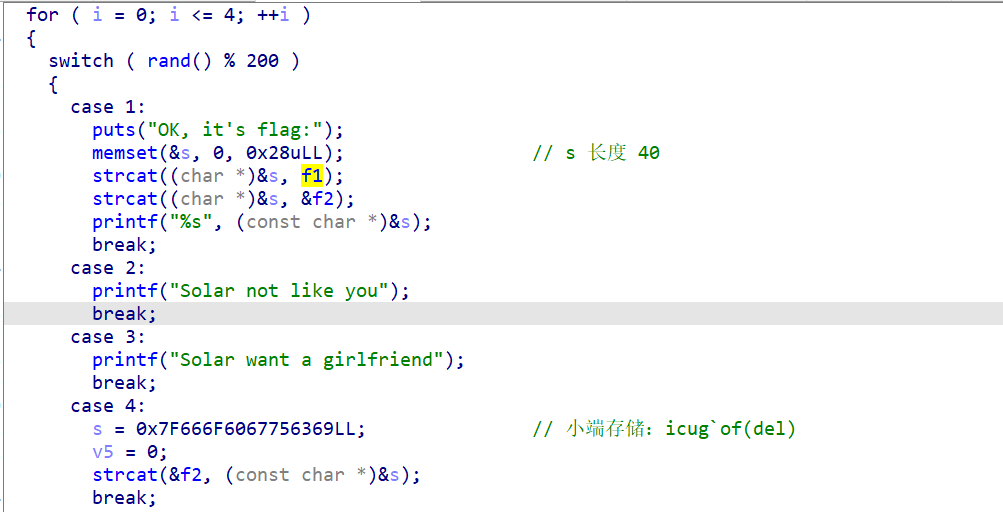 for ( i = 0; i <= 4; ++i )
{
switch ( rand() % 200 )
{
case 1:
puts("OK, it's flag:");
memset(&s, 0, 0x28uLL); // s 长度 40
strcat((char *)&s, f1);
strcat((char *)&s, &f2);
printf("%s", (const char *)&s);
break;
case 2:
printf("Solar not like you");
break;
case 3:
printf("Solar want a girlfriend");
break;
case 4:
s = 0x7F666F6067756369LL; // 小端存储：icug`of(del)
v5 = 0;
strcat(&f2, (const char *)&s);
break;